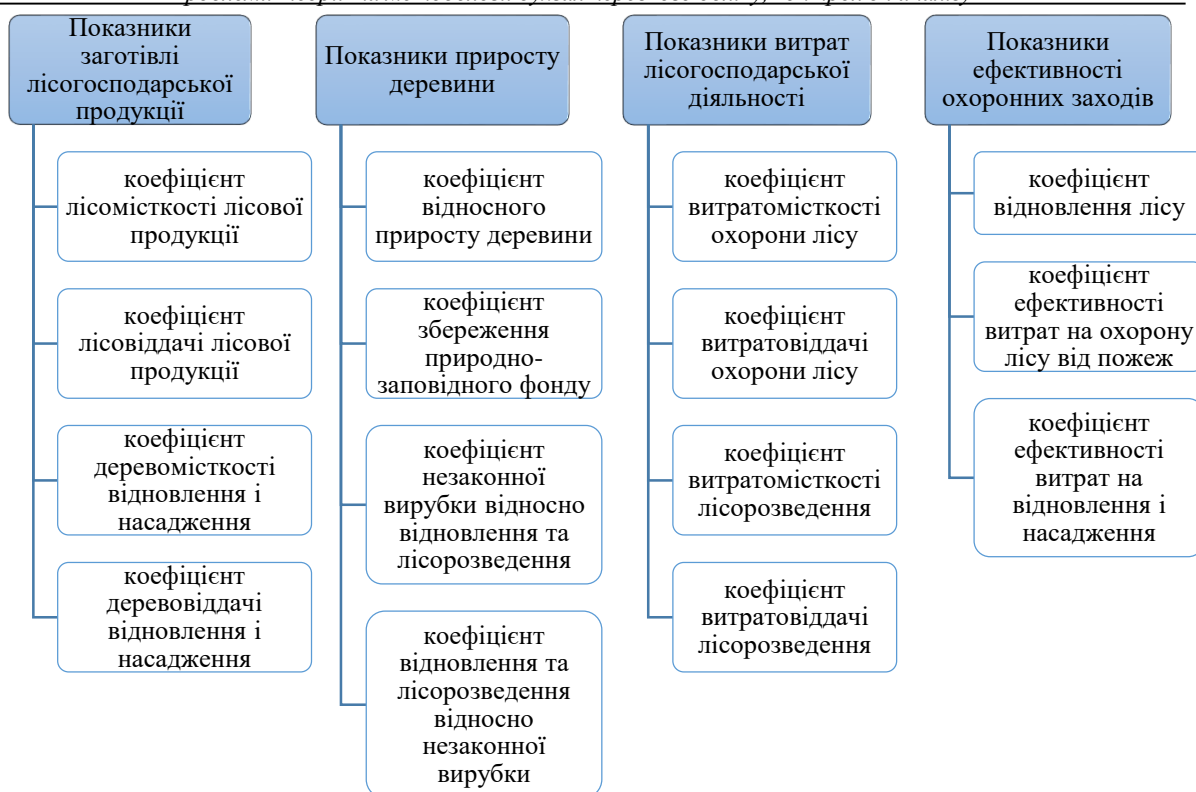 Показники
заготівлі
лісогосподарської
продукції
коефіцієнт
лісомісткості лісової
продукції
коефіцієнт
лісовіддачі лісової
продукції
коефіцієнт
деревомісткості
відновлення і
насадження
коефіцієнт
деревовіддачі
відновлення і
насадження
Показники приросту
деревини
коефіцієнт
відносного
приросту деревини
коефіцієнт
збереження
природно-
заповідного фонду
коефіцієнт
незаконної
вирубки відносно
відновлення та
лісорозведення
коефіцієнт
відновлення та
лісорозведення
відносно
незаконної
вирубки
Показники витрат
лісогосподарської
діяльності
коефіцієнт
витратомісткості
охорони лісу
коефіцієнт
витратовіддачі
охорони лісу
коефіцієнт
витратомісткості
лісорозведення
коефіцієнт
витратовіддачі
лісорозведення
Показники
ефективності
охоронних заходів
коефіцієнт
відновлення лісу
коефіцієнт
ефективності
витрат на охорону
лісу від пожеж
коефіцієнт
ефективності
витрат на
відновлення і
насадження